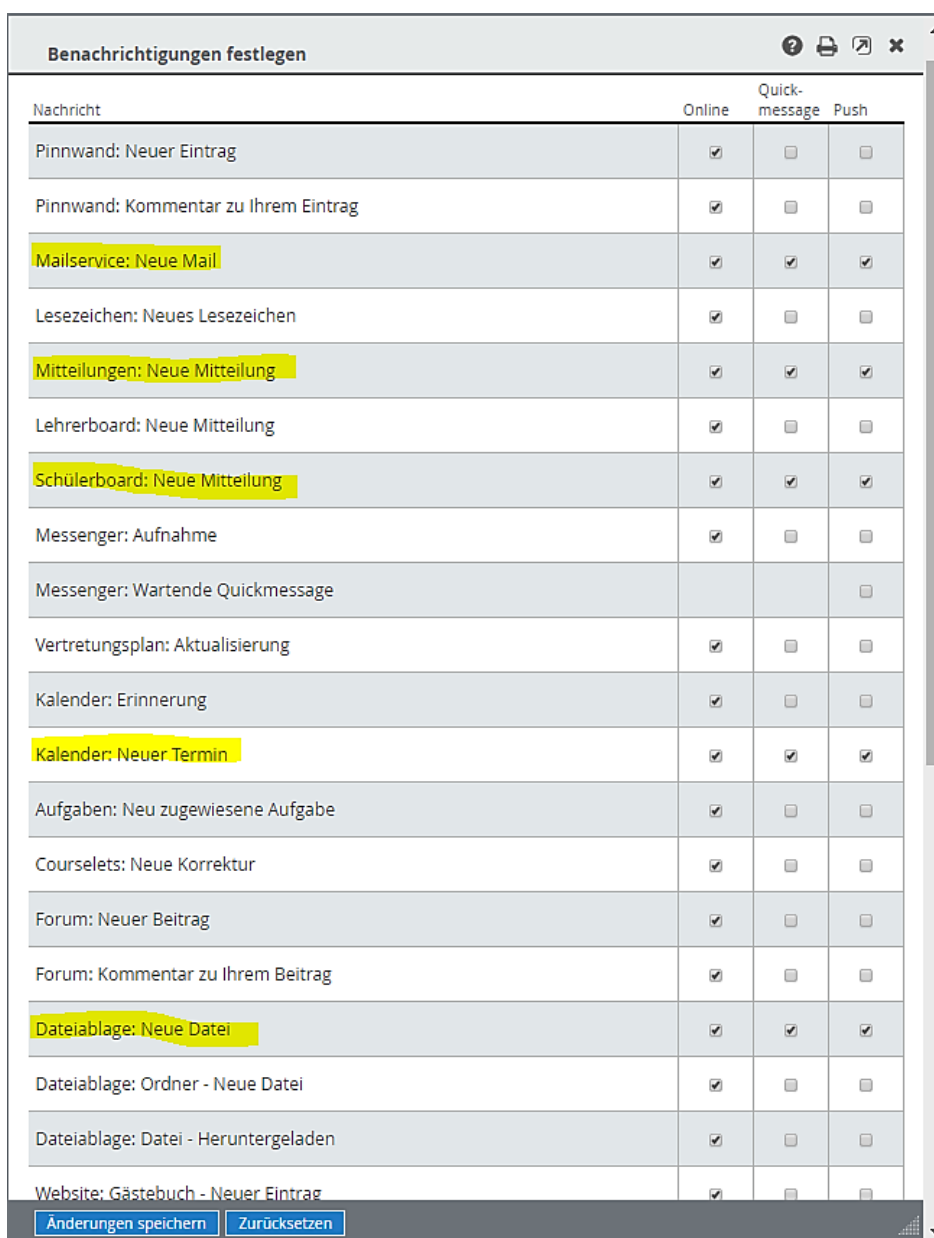 Benachrichtigungen festlegen
Nachricht Online Quick-message Push
Pinnwand: Neuer Eintrag
Pinnwand: Kommentar zu Ihrem Eintrag
Mailservice: Neue Mail
Lesezeichen: Neues Lesezeichen
Mitteilungen: Neue Mitteilung
Lehrerboard: Neue Mitteilung
Schülerboard: Neue Mitteilung
Messenger: Aufnahme
Messenger: Wartende Quickmessage
Vertretungsplan: Aktualisierung
Kalender: Erinnerung
Kalender: Neuer Termin
Aufgaben: Neu zugewiesene Aufgabe
Courselets: Neue Korrektur
Forum: Neuer Beitrag
Forum: Kommentar zu Ihrem Beitrag
Dateiablage: Neue Datei
Dateiablage: Ordner - Neue Datei
Dateiablage: Datei - Heruntergeladen
Website: Gästebuch - Neuer Eintrag
Änderungen speichern Zurücksetzen